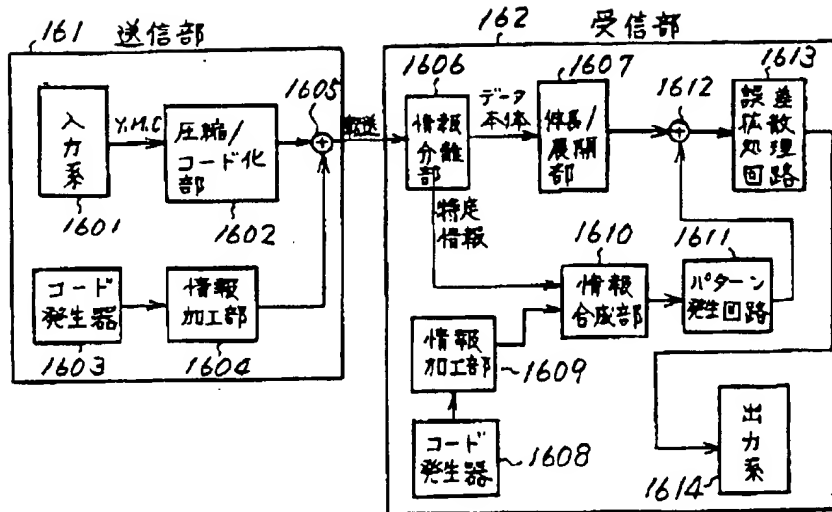 161 送信部
入力系
1601
Y.M.C
圧縮/
コード化
部
1602
1605
転送
コード
発生器
1603
情報
加工部
1604
162 受信部
1606
情報
分離
部
データ
本体
1607
伸長/
展開
部
1612
1613
誤差
拡散
処理
回路
特定
情報
1610
情報
合成部
1611
パターン
発生回路
情報
加工部
1609
コード
発生器
1608
出力系
1614